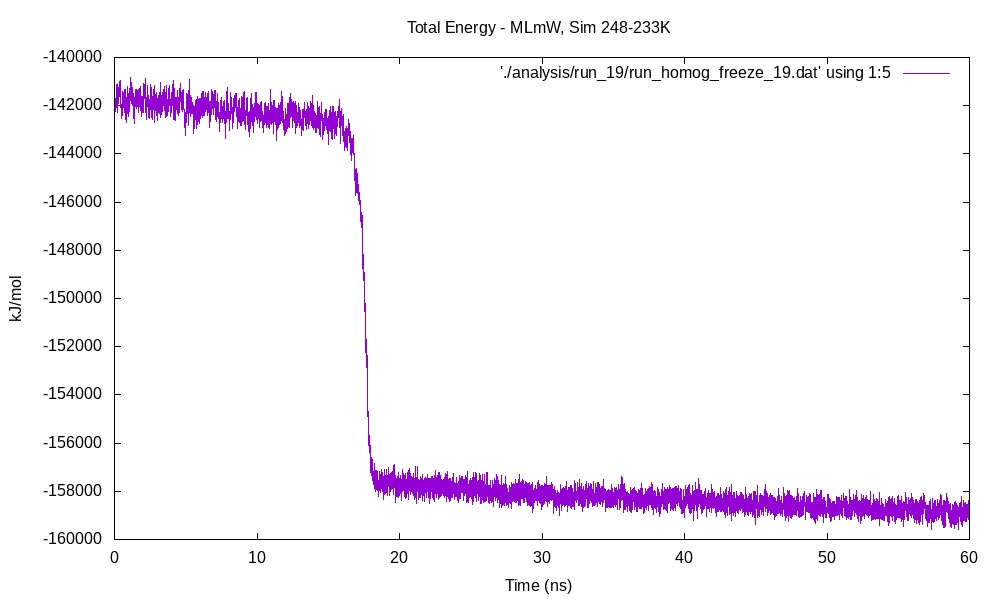 Total Energy - MLmW, Sim 248-233K
'./analysis/run_19/run_homog_freeze_19.dat' using 1:5
-140000
-142000
-144000
-146000
-148000
-150000
-152000
-154000
-156000
-158000
-160000
kJ/mol
0 10 20 30 40 50 60
Time (ns)